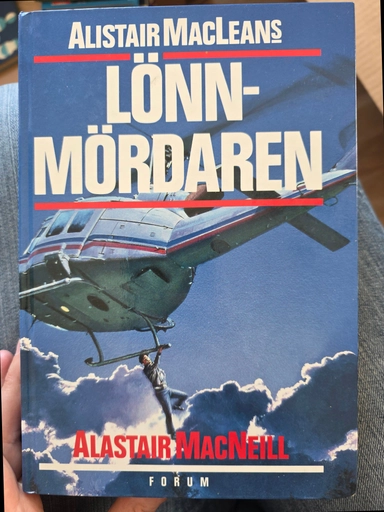 ALISTAIR MACLEANS
LÖNN-
MÖRDAREN
ALASTAIR MACNEILL
FORUM